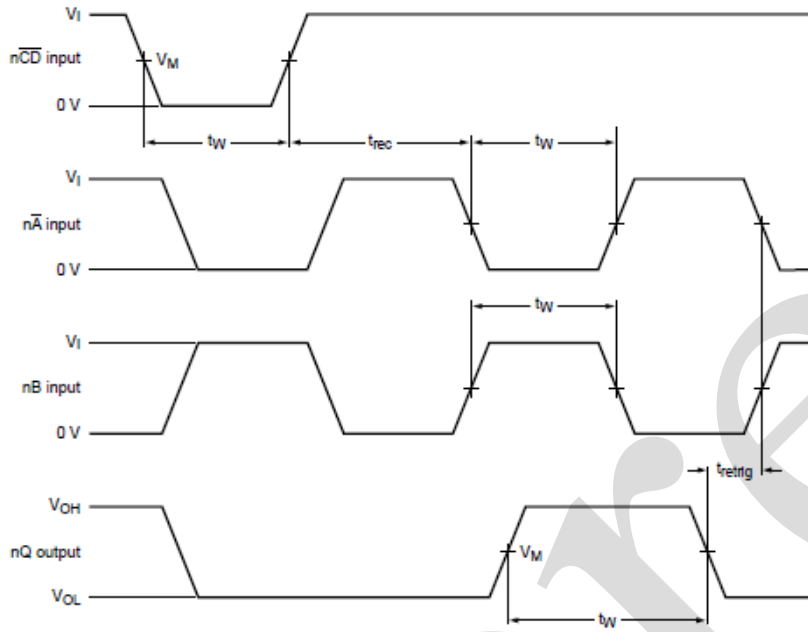 VI
nCD input
VM
0 V
tW
trec
tW
VI
nA input
0 V
tW
VI
nB input
0 V
tretrig
VOH
nQ output
VM
VOL
tW